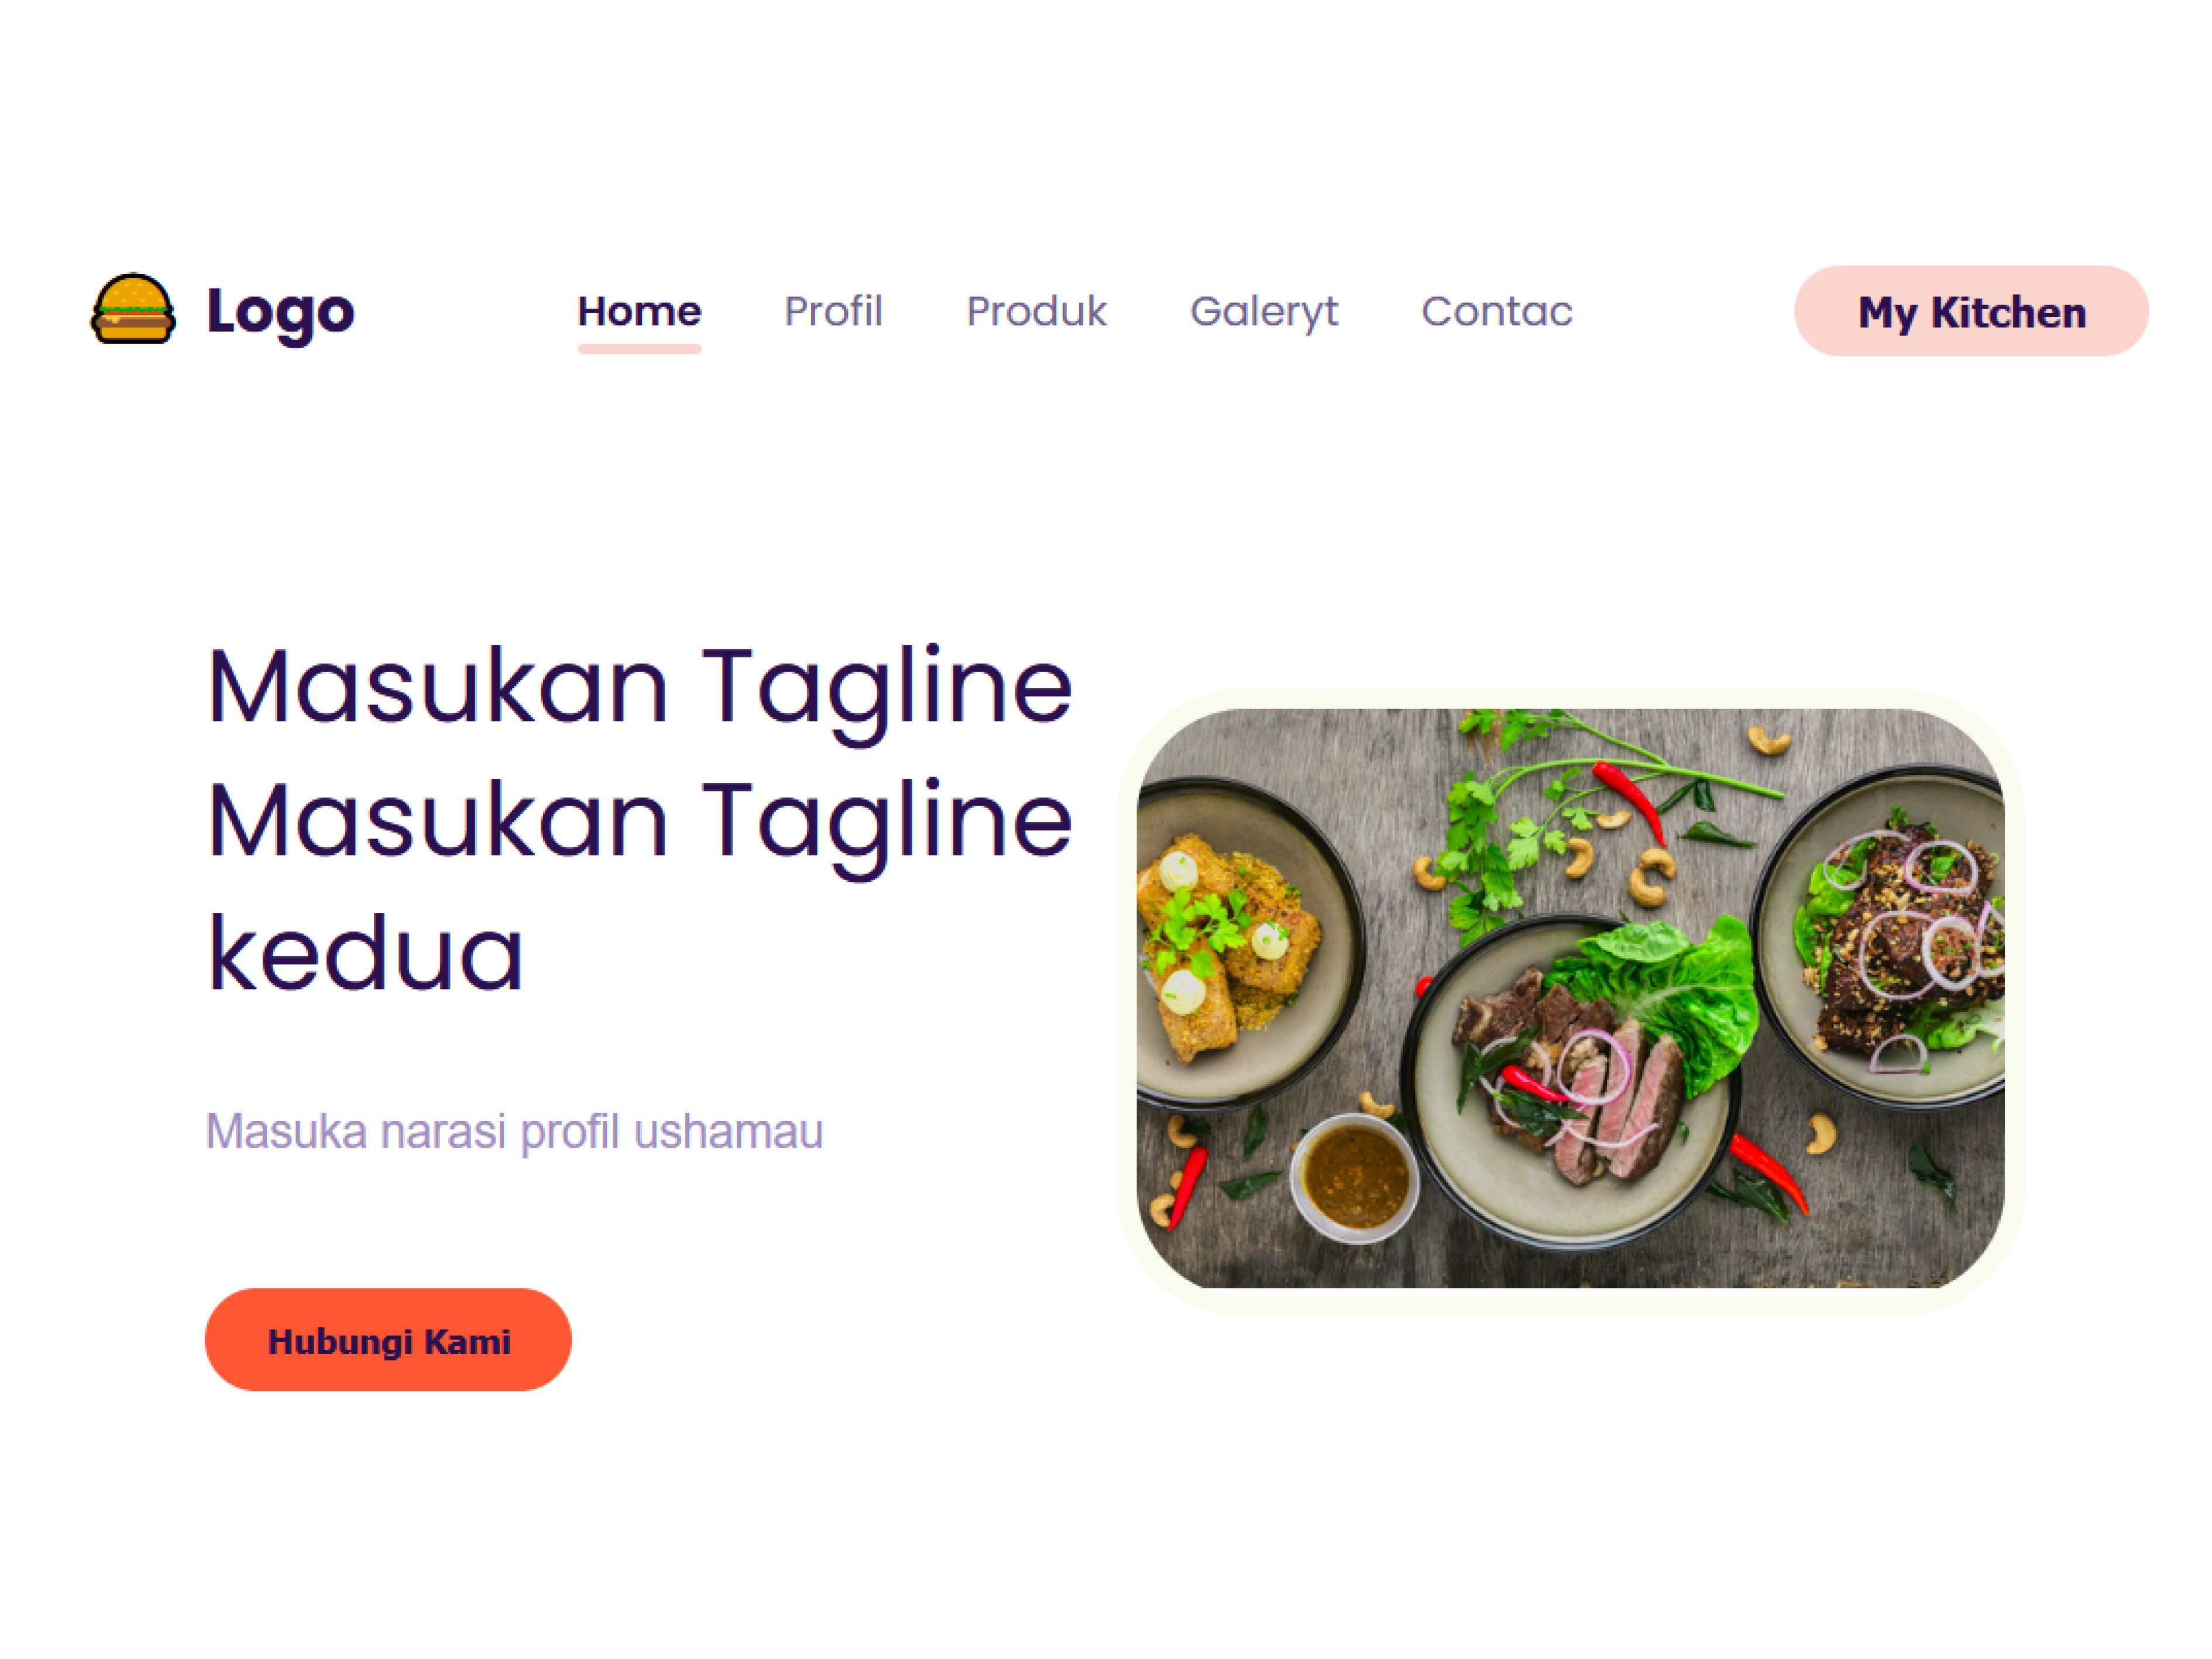 Logo
Home
Profil
Produk
Galeryt
Contac
My Kitchen
Masukan Tagline
Masukan Tagline
kedua
Masuka narasi profil ushamau
Hubungi Kami